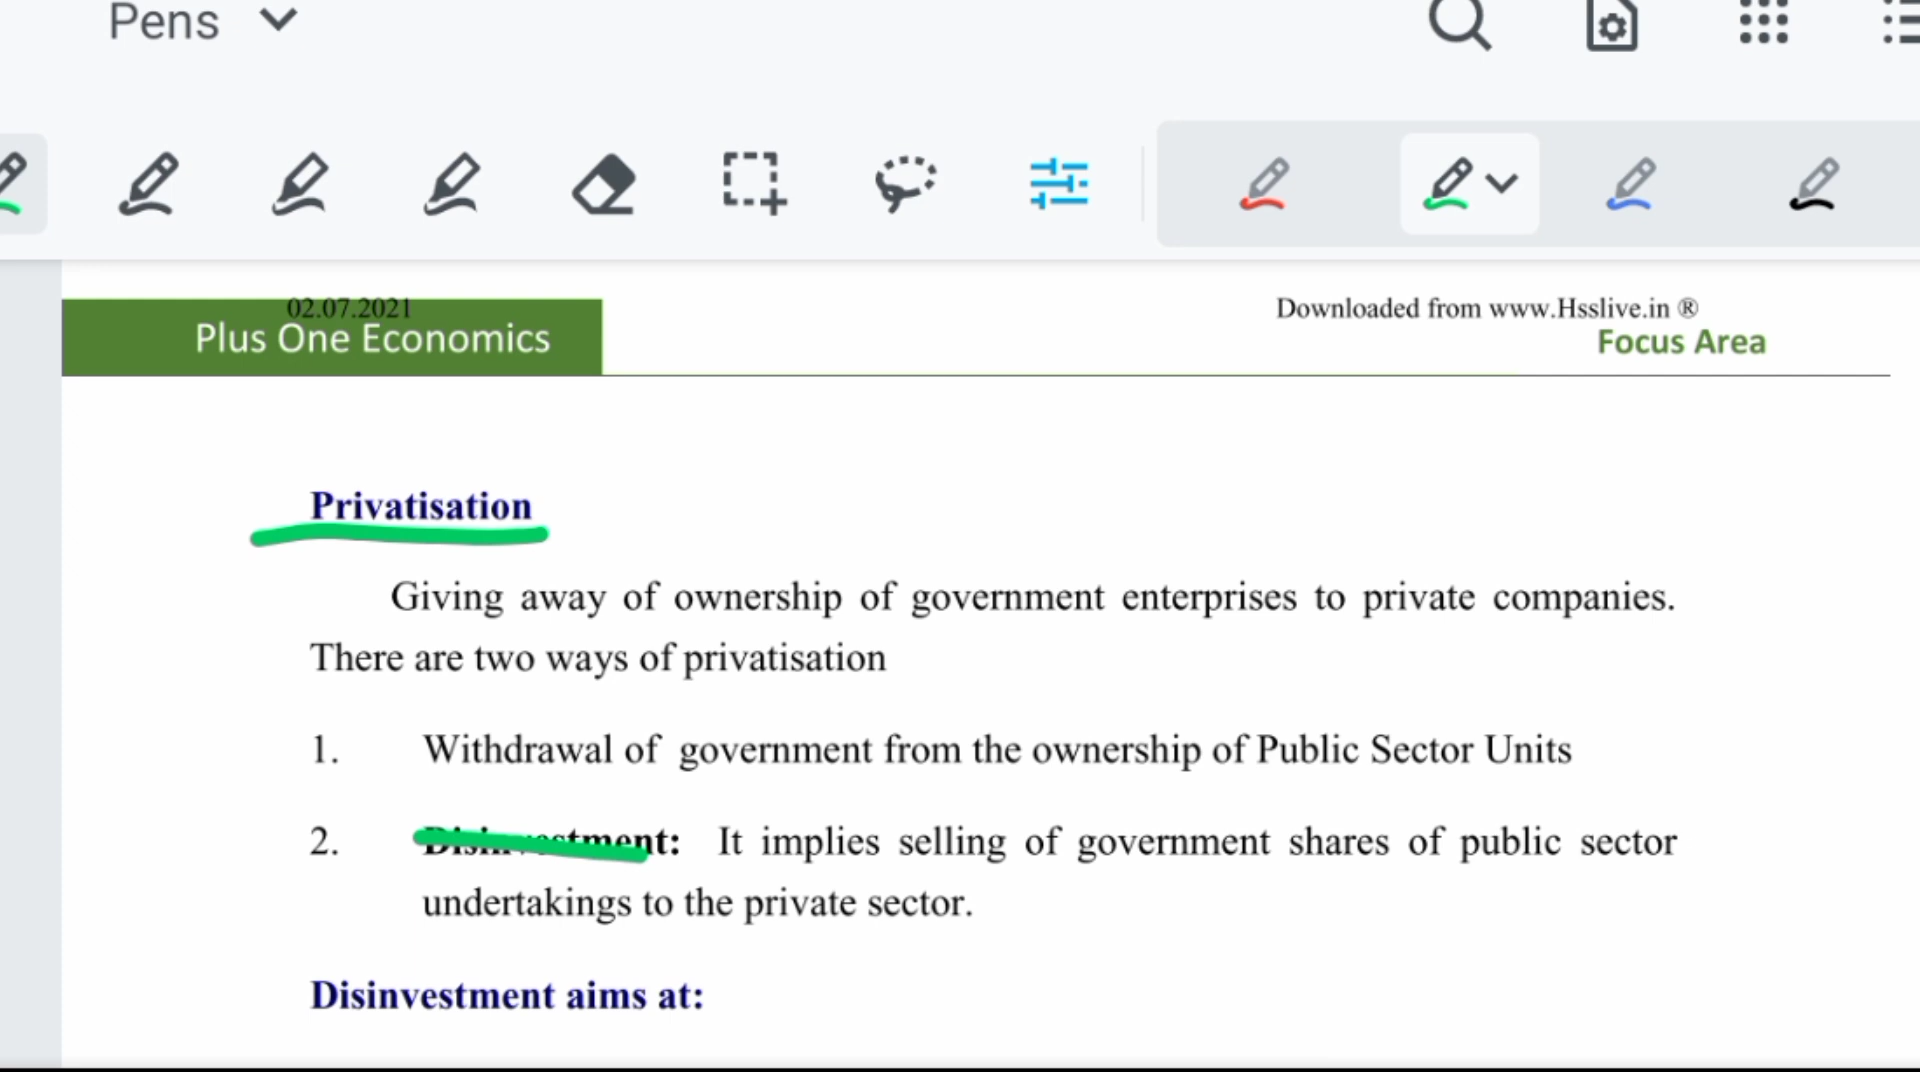 Pens
02.07.2021
Plus One Economics
Downloaded from www.Hsslive.in ®
Focus Area
Privatisation
Giving away of ownership of government enterprises to private companies.
There are two ways of privatisation
1. Withdrawal of government from the ownership of Public Sector Units
2. Disinvestment: It implies selling of government shares of public sector
undertakings to the private sector.
Disinvestment aims at: